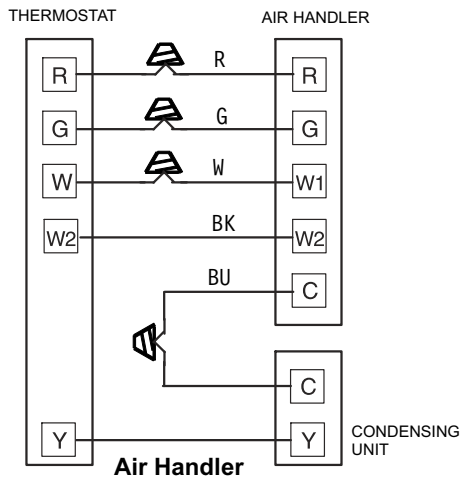 THERMOSTAT
AIR HANDLER
R R R
G G G
W W W1
W2 BK W2
BU C
C
Y Y
CONDENSING
UNIT
Air Handler